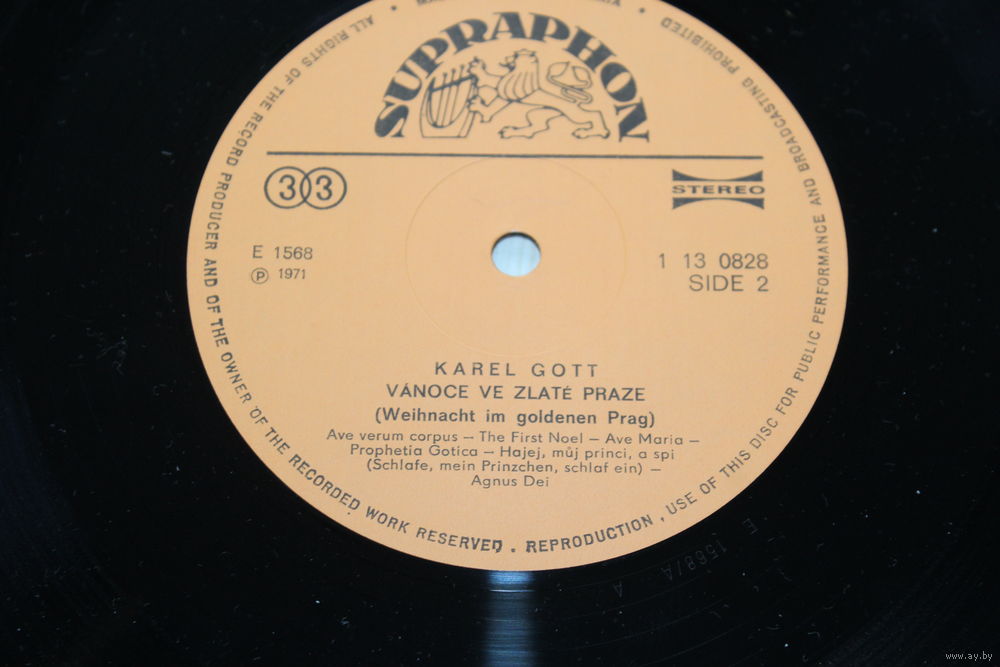 SUPRAPHON
33
STEREO
E 1568
Ⓟ 1971
1 13 0828
SIDE 2
KAREL GOTT
VÁNOCE VE ZLATÉ PRAZE
(Weihnacht im goldenen Prag)
Ave verum corpus – The First Noel – Ave Maria –
Prophetia Gotica – Hajej, můj princi, a spi
(Schlafe, mein Prinzchen, schlaf ein) –
Agnus Dei
ALL RIGHTS OF THE RECORD PRODUCER AND OF THE OWNER OF THE RECORDED WORK RESERVED . REPRODUCTION , USE OF THIS DISC FOR PUBLIC PERFORMANCE AND BROADCASTING PROHIBITED
E 1568/A A
www.ay.by